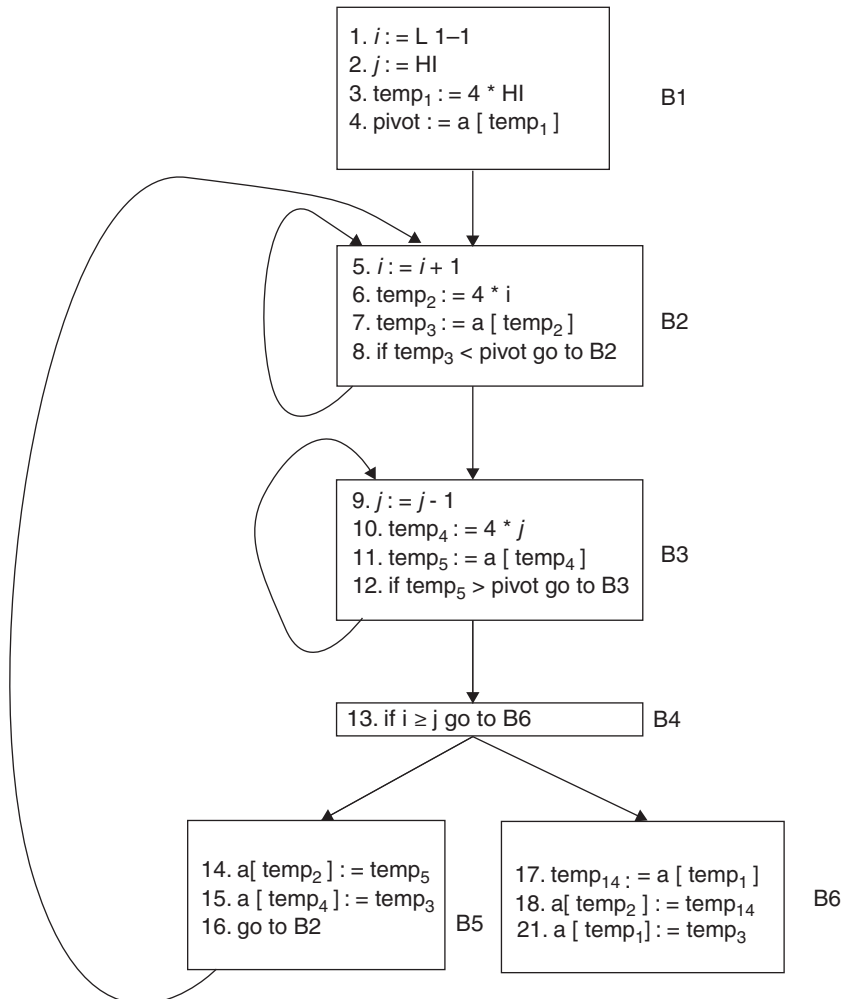 1. i : = L 1–1
2. j : = HI
3. temp₁ : = 4 * HI
4. pivot : = a [ temp₁ ]
B1
5. i : = i + 1
6. temp₂ : = 4 * i
7. temp₃ : = a [ temp₂ ]
8. if temp₃ < pivot go to B2
B2
9. j : = j - 1
10. temp₄ : = 4 * j
11. temp₅ : = a [ temp₄ ]
12. if temp₅ > pivot go to B3
B3
13. if i ≥ j go to B6
B4
14. a[ temp₂ ] : = temp₅
15. a [ temp₄ ] : = temp₃
16. go to B2
B5
17. temp₁₄ : = a [ temp₁ ]
18. a[ temp₂ ] : = temp₁₄
21. a [ temp₁] : = temp₃
B6